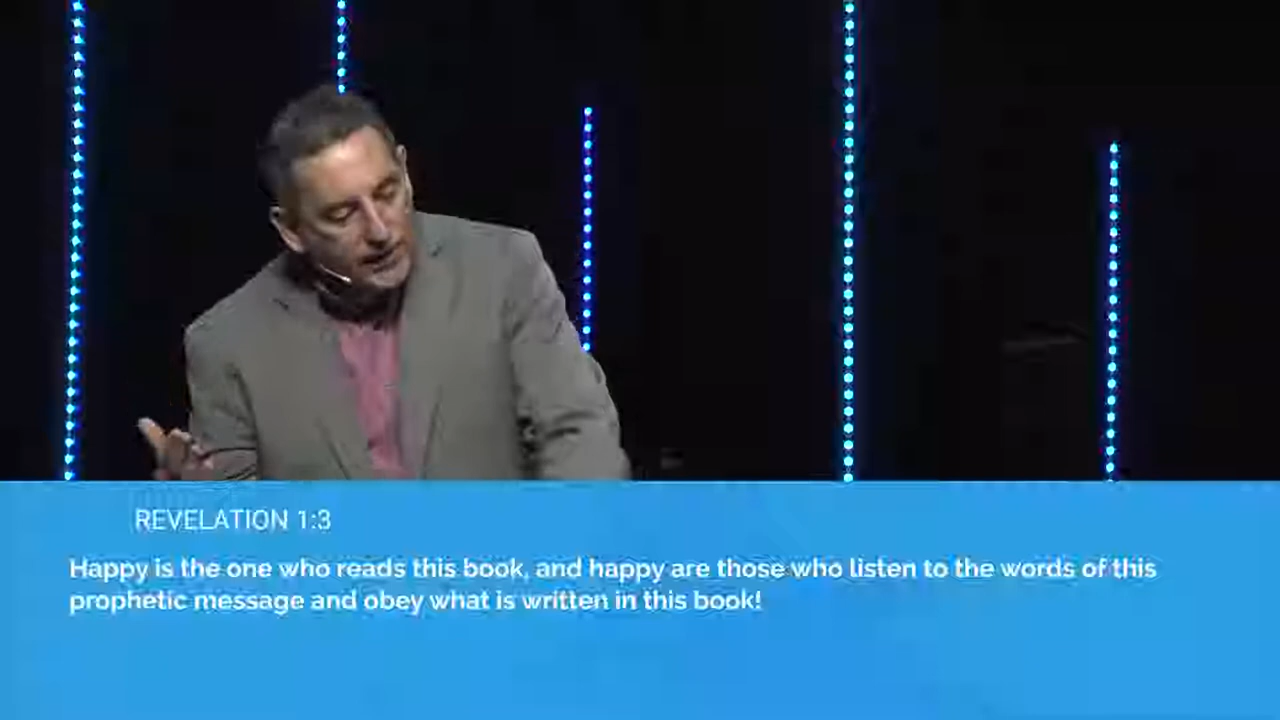 REVELATION 1:3
Happy is the one who reads this book, and happy are those who listen to the words of this
prophetic message and obey what is written in this book!